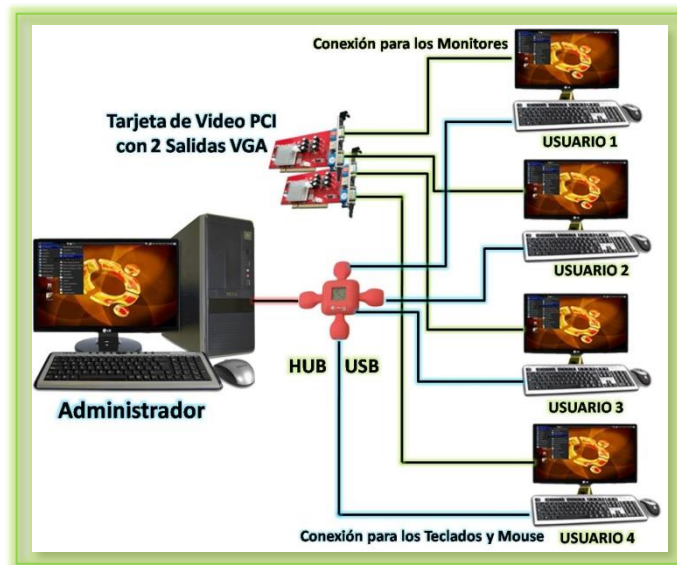 Conexión para los Monitores
Tarjeta de Video PCI
con 2 Salidas VGA
USUARIO 1
USUARIO 2
HUB USB
USUARIO 3
Administrador
Conexión para los Teclados y Mouse
USUARIO 4